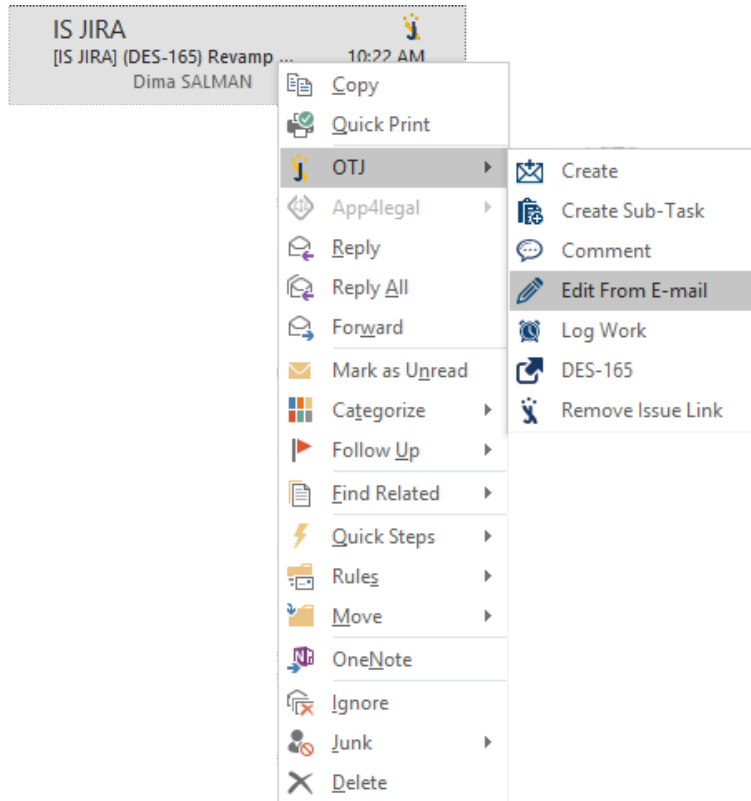 IS JIRA
[IS JIRA] (DES-165) Revamp ... 10:22 AM
Dima SALMAN
Copy
Quick Print
OTJ
App4legal
Reply
Reply All
Forward
Mark as Unread
Categorize
Follow Up
Find Related
Quick Steps
Rules
Move
OneNote
Ignore
Junk
Delete
Create
Create Sub-Task
Comment
Edit From E-mail
Log Work
DES-165
Remove Issue Link